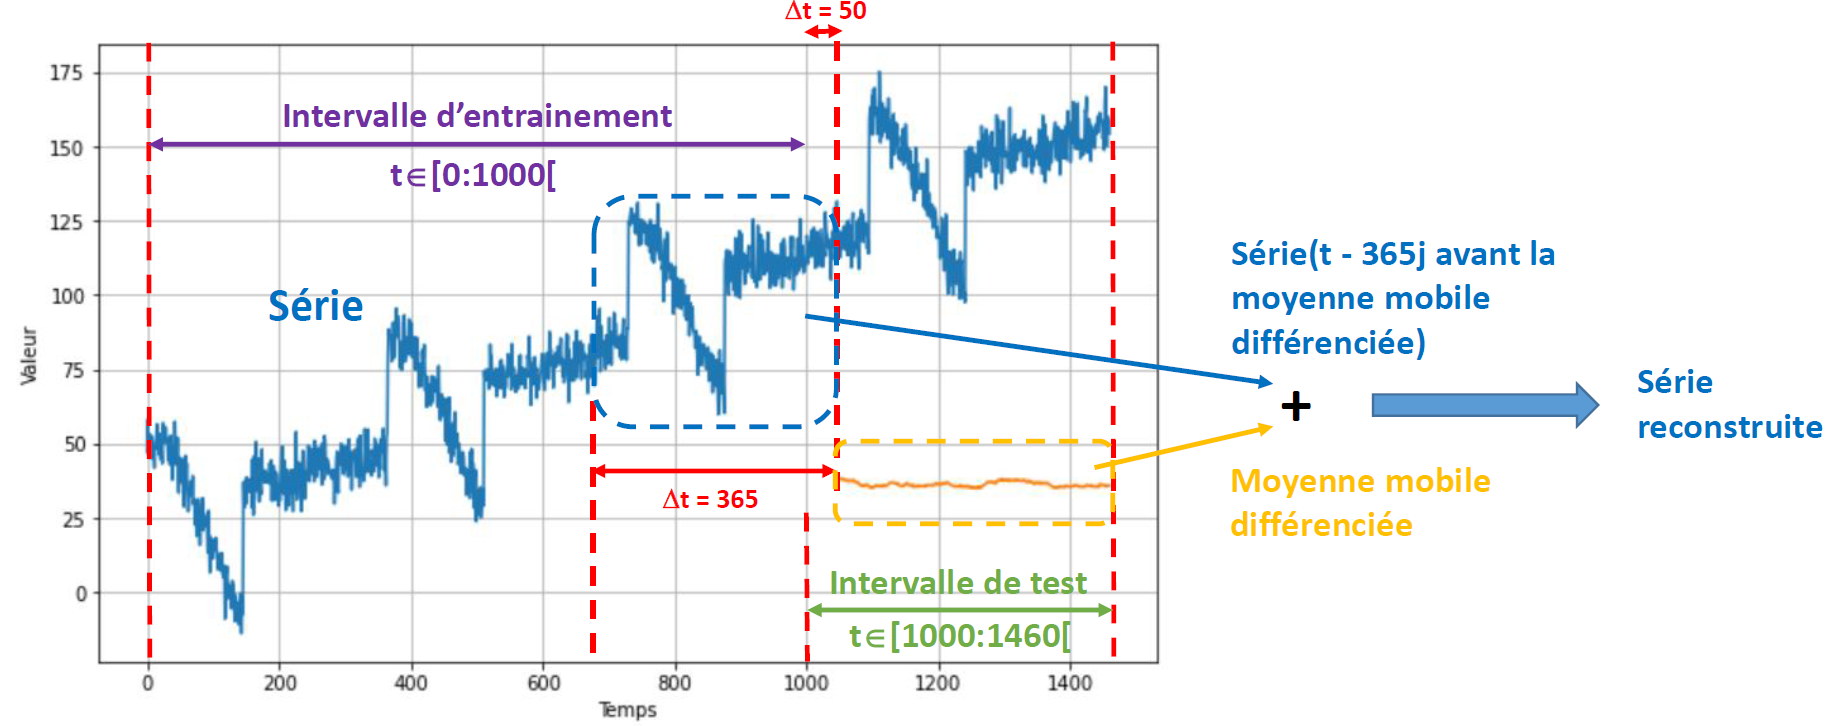 Δt = 50
175
150
125
100
75
50
25
0
Valeur
Intervalle d’entrainement
t∈[0:1000[
Série
Δt = 365
Intervalle de test
t∈[1000:1460[
0
200
400
600
800
1000
1200
1400
Temps
Série(t - 365j avant la
moyenne mobile
différenciée)
+
Moyenne mobile
différenciée
Série
reconstruite